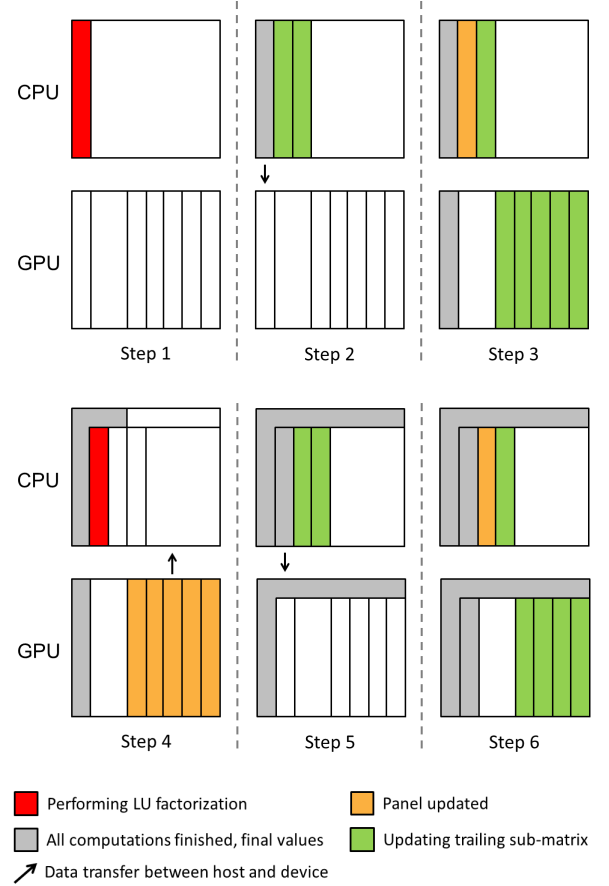 CPU
GPU
Step 1
Step 2
Step 3
CPU
GPU
Step 4
Step 5
Step 6
Performing LU factorization
Panel updated
All computations finished, final values
Updating trailing sub-matrix
Data transfer between host and device